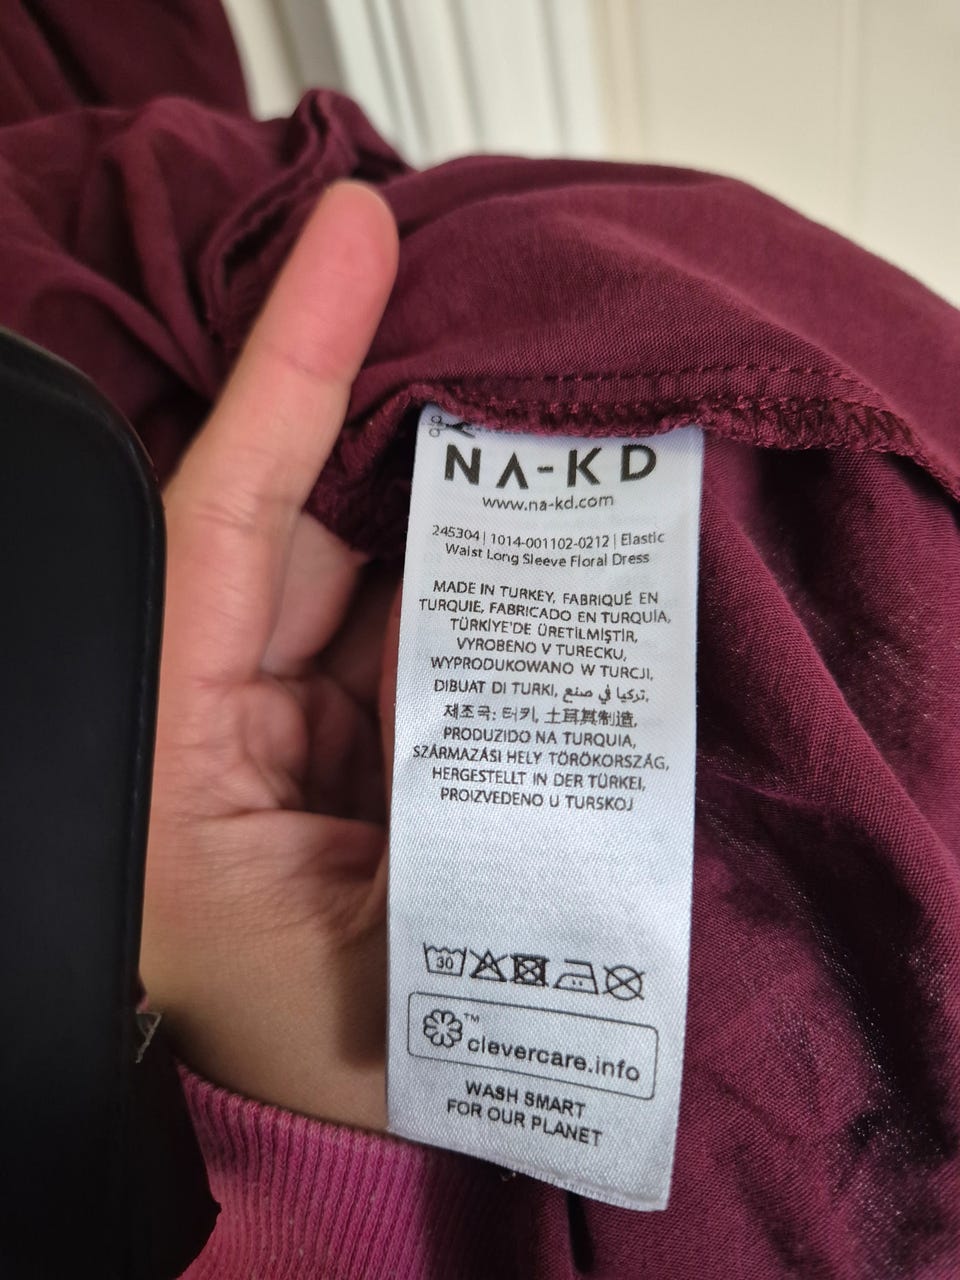 NA-KD
www.na-kd.com
245304 | 1014-001102-0212 | Elastic
Waist Long Sleeve Floral Dress
MADE IN TURKEY, FABRIQUÉ EN
TURQUIE, FABRICADO EN TURQUÍA,
TÜRKİYE'DE ÜRETİLMİŞTİR,
VYROBENO V TURECKU,
WYPRODUKOWANO W TURCJI,
DIBUAT DI TURKI, تركيا في صنع,
제조국: 터키, 土耳其制造,
PRODUZIDO NA TURQUIA,
SZÁRMAZÁSI HELY TÖRÖKORSZÁG,
HERGESTELLT IN DER TÜRKEI,
PROIZVEDENO U TURSKOJ
30
™ clevercare.info
WASH SMART
FOR OUR PLANET